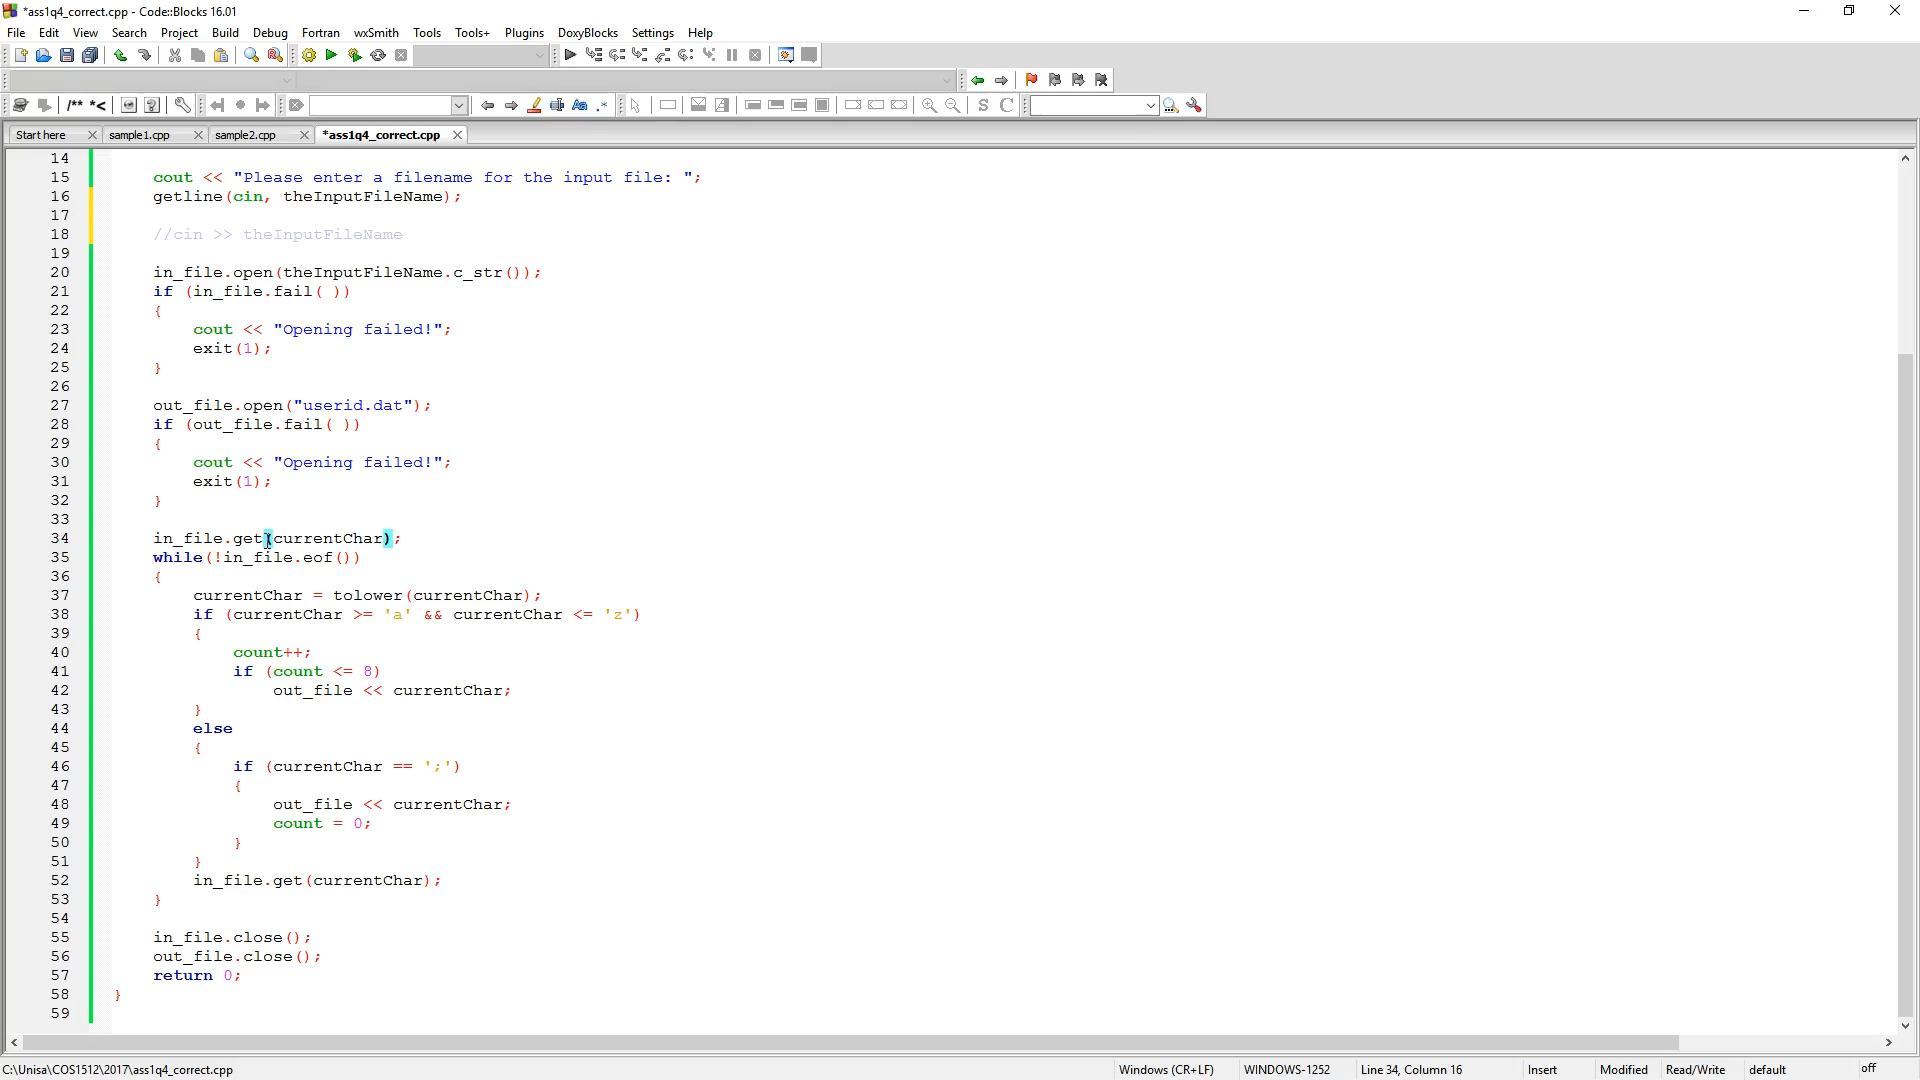 *ass1q4_correct.cpp - Code::Blocks 16.01
File Edit View Search Project Build Debug Fortran wxSmith Tools Tools+ Plugins DoxyBlocks Settings Help
/** *<
Aa .* S C
Start here sample1.cpp sample2.cpp *ass1q4_correct.cpp
14
15 cout << "Please enter a filename for the input file: ";
16 getline(cin, theInputFileName);
17
18 //cin >> theInputFileName
19
20 in_file.open(theInputFileName.c_str());
21 if (in_file.fail( ))
22 {
23 cout << "Opening failed!";
24 exit(1);
25 }
26
27 out_file.open("userid.dat");
28 if (out_file.fail( ))
29 {
30 cout << "Opening failed!";
31 exit(1);
32 }
33
34 in_file.get(currentChar);
35 while(!in_file.eof())
36 {
37 currentChar = tolower(currentChar);
38 if (currentChar >= 'a' && currentChar <= 'z')
39 {
40 count++;
41 if (count <= 8)
42 out_file << currentChar;
43 }
44 else
45 {
46 if (currentChar == ';')
47 {
48 out_file << currentChar;
49 count = 0;
50 }
51 }
52 in_file.get(currentChar);
53 }
54
55 in_file.close();
56 out_file.close();
57 return 0;
58 }
59
C:\Unisa\COS1512\2017\ass1q4_correct.cpp Windows (CR+LF) WINDOWS-1252 Line 34, Column 16 Insert Modified Read/Write default off